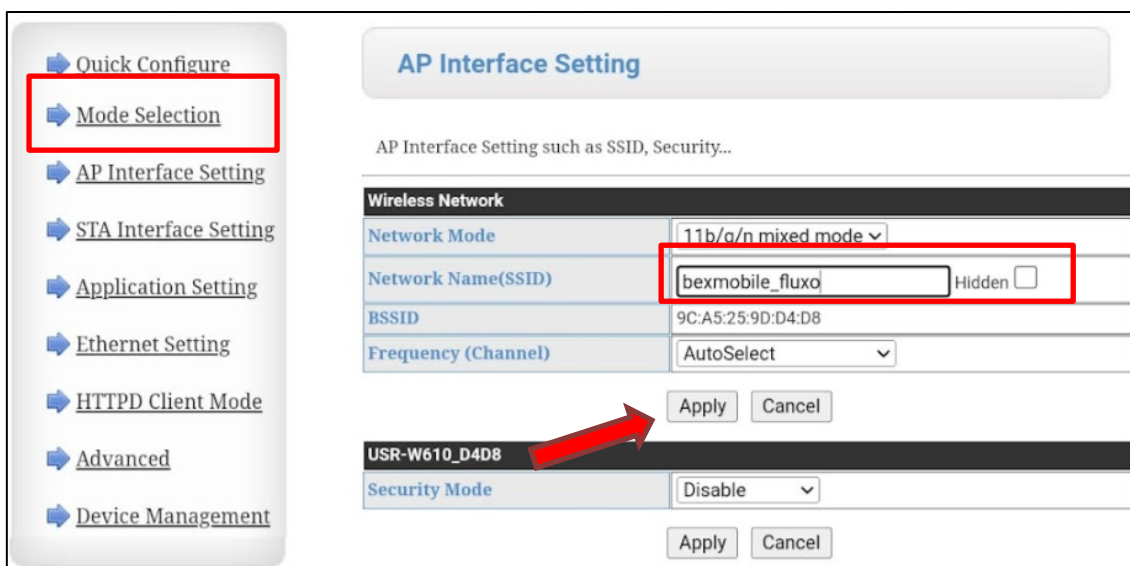 Quick Configure
Mode Selection
AP Interface Setting
STA Interface Setting
Application Setting
Ethernet Setting
HTTPD Client Mode
Advanced
Device Management
AP Interface Setting
AP Interface Setting such as SSID, Security...
Wireless Network
Network Mode 11b/g/n mixed mode
Network Name(SSID) bexmobile_fluxo Hidden
BSSID 9C:A5:25:9D:D4:D8
Frequency (Channel) AutoSelect
Apply Cancel
USR-W610_D4D8
Security Mode Disable
Apply Cancel